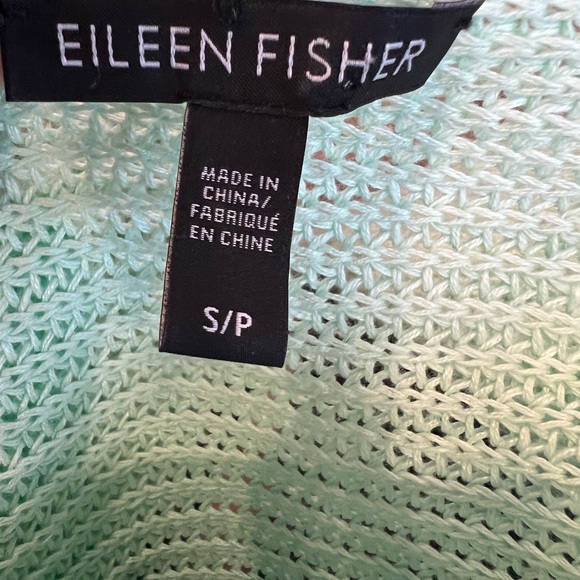 EILEEN FISHER
MADE IN
CHINA/
FABRIQUÉ
EN CHINE
S/P